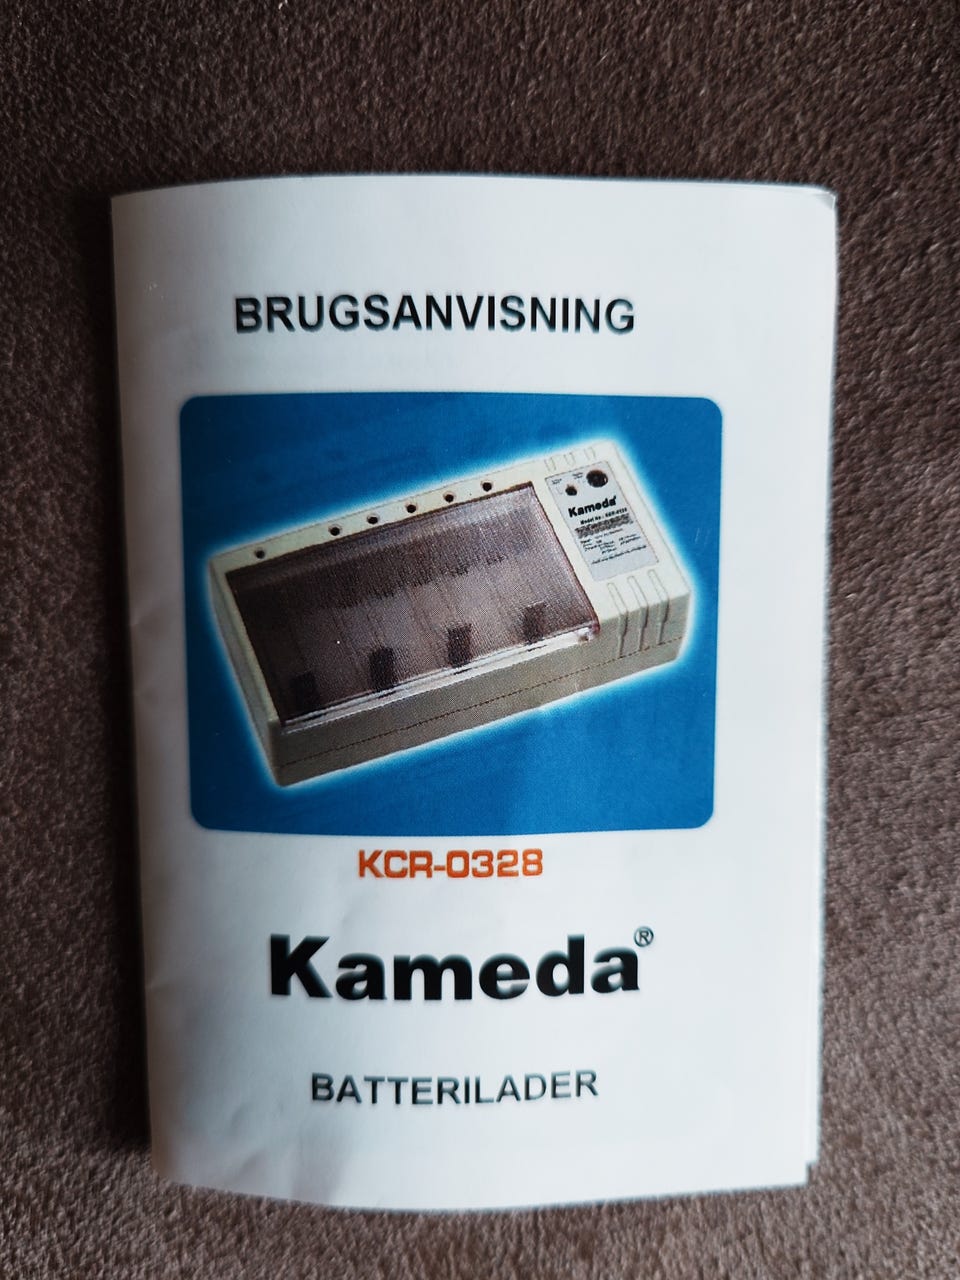 BRUGSANVISNING
Kameda
KCR-0328
Kameda®
BATTERILADER